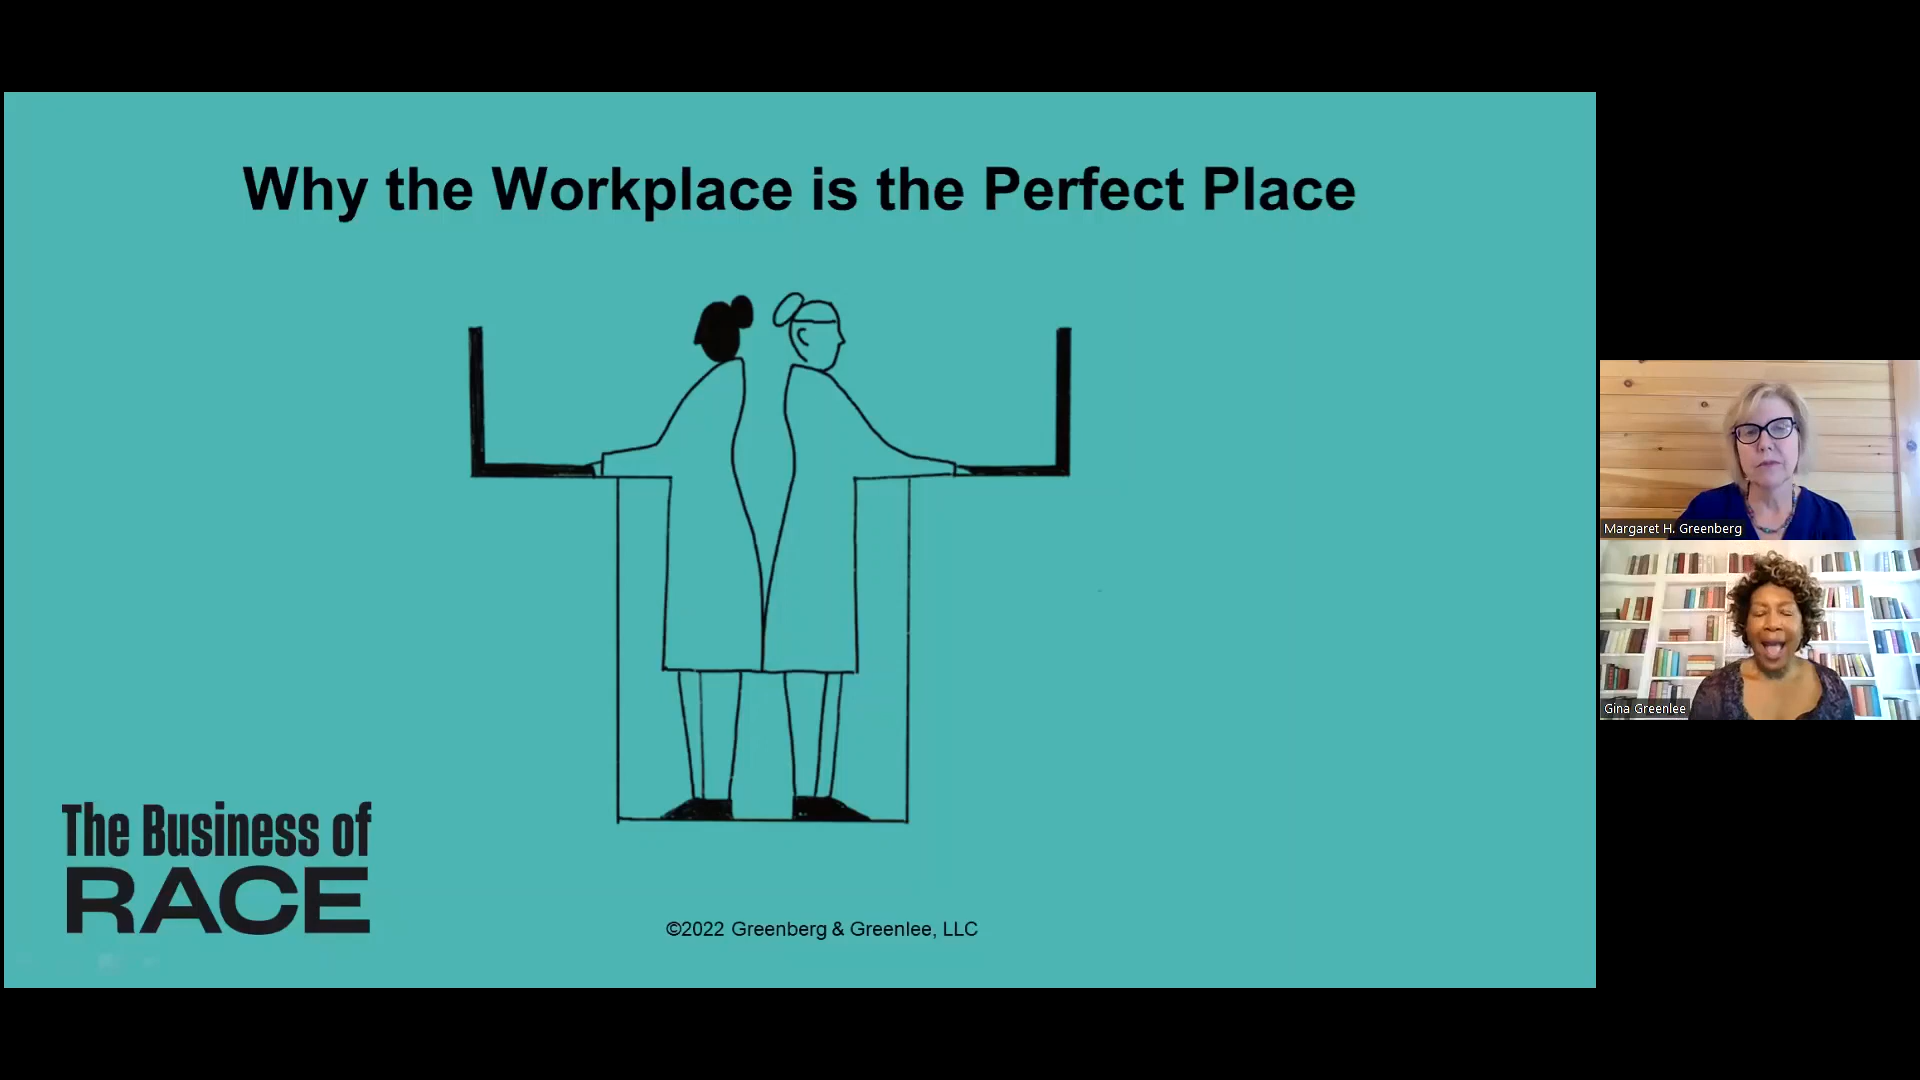 Why the Workplace is the Perfect Place
The Business of
RACE
©2022 Greenberg & Greenlee, LLC
Margaret H. Greenberg
Gina Greenlee